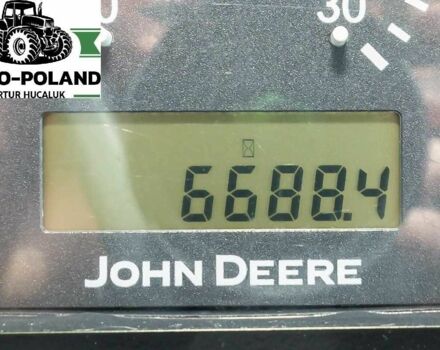 30
O-POLAND
RTUR HUCALUK
6688.4
JOHN DEERE